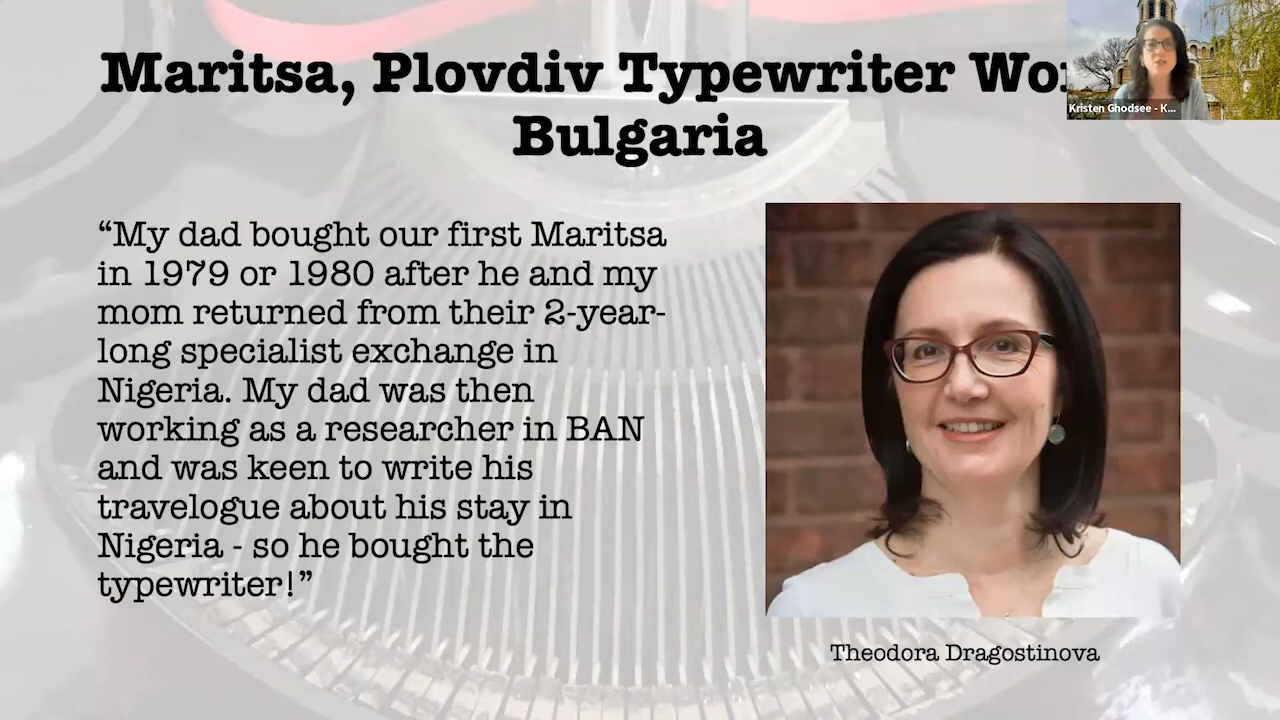 Maritsa, Plovdiv Typewriter
Bulgaria
Kristen Ghodsee - K...
“My dad bought our first Maritsa
in 1979 or 1980 after he and my
mom returned from their 2-year-
long specialist exchange in
Nigeria. My dad was then
working as a researcher in BAN
and was keen to write his
travelogue about his stay in
Nigeria - so he bought the
typewriter!”
Theodora Dragostinova